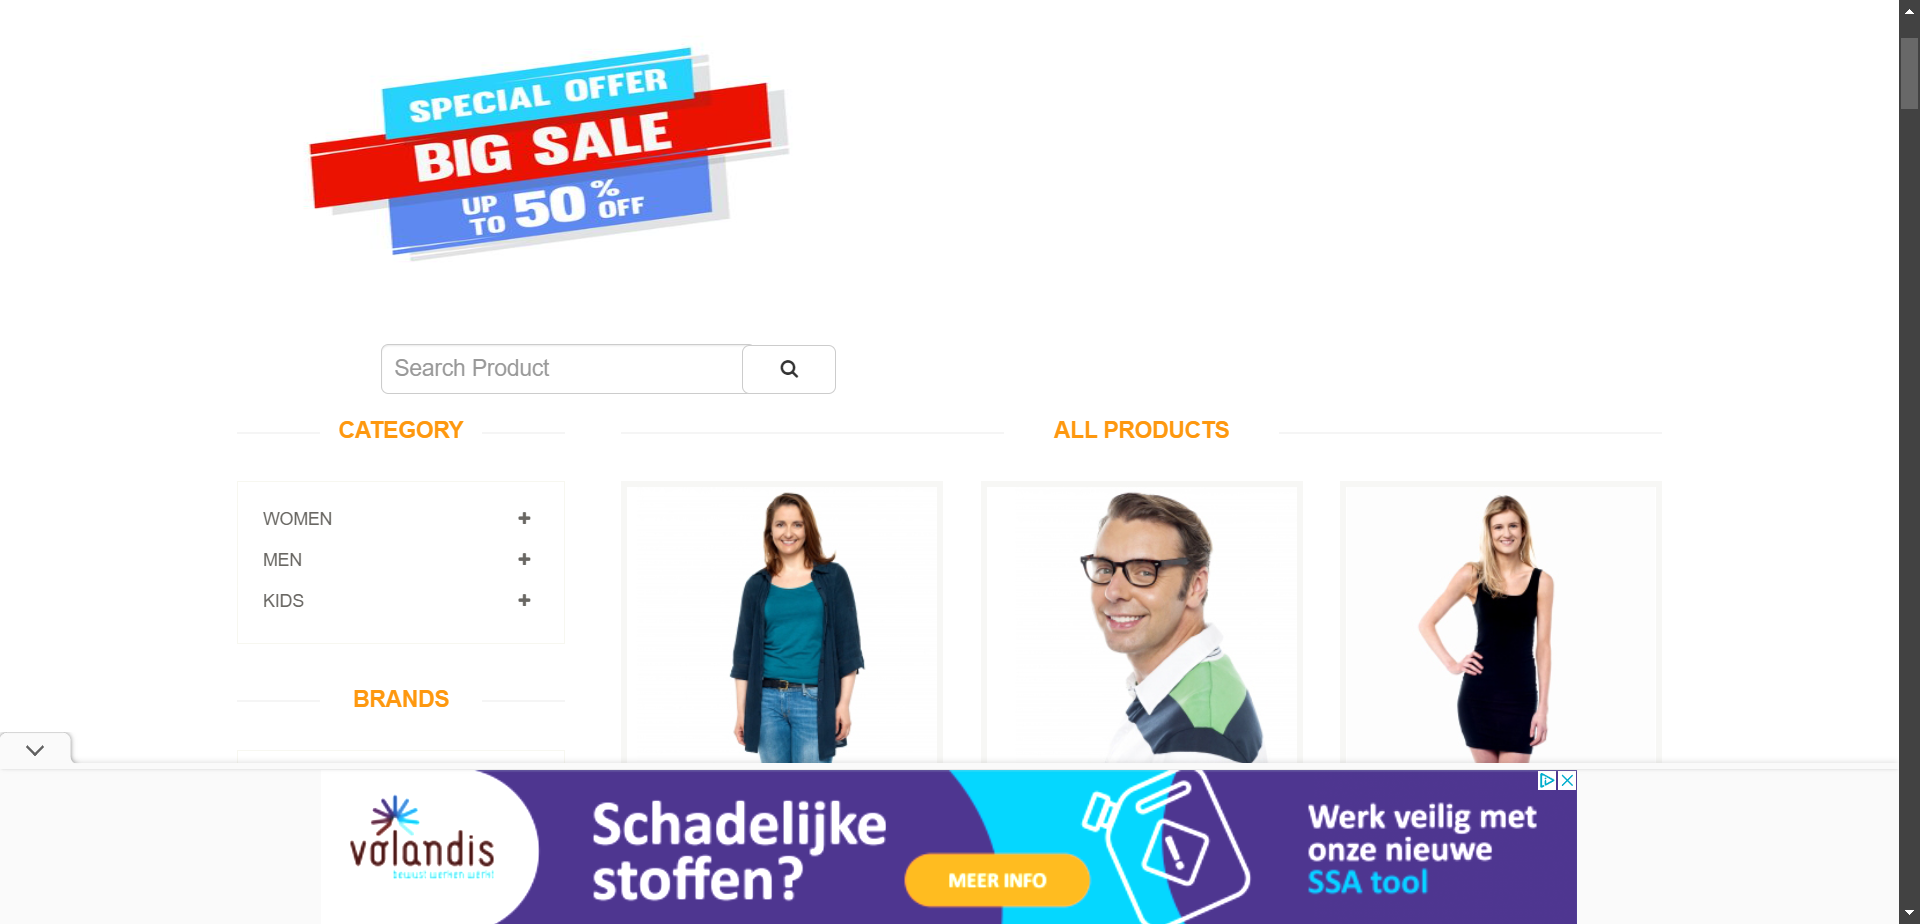 SPECIAL OFFER
BIG SALE
UP TO 50% OFF
Search Product
CATEGORY
ALL PRODUCTS
WOMEN
MEN
KIDS
BRANDS
volandis
bewust werken werkt
Schadelijke
stoffen?
MEER INFO
Werk veilig met
onze nieuwe
SSA tool